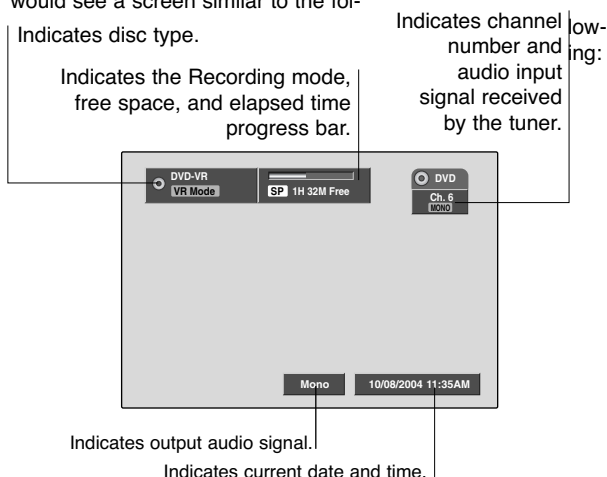 would see a screen similar to the fol-
low-
ing:
Indicates disc type.
Indicates the Recording mode,
free space, and elapsed time
progress bar.
Indicates channel
number and
audio input
signal received
by the tuner.
DVD-VR
VR Mode
SP 1H 32M Free
DVD
Ch. 6
MONO
Mono
10/08/2004 11:35AM
Indicates output audio signal.
Indicates current date and time.